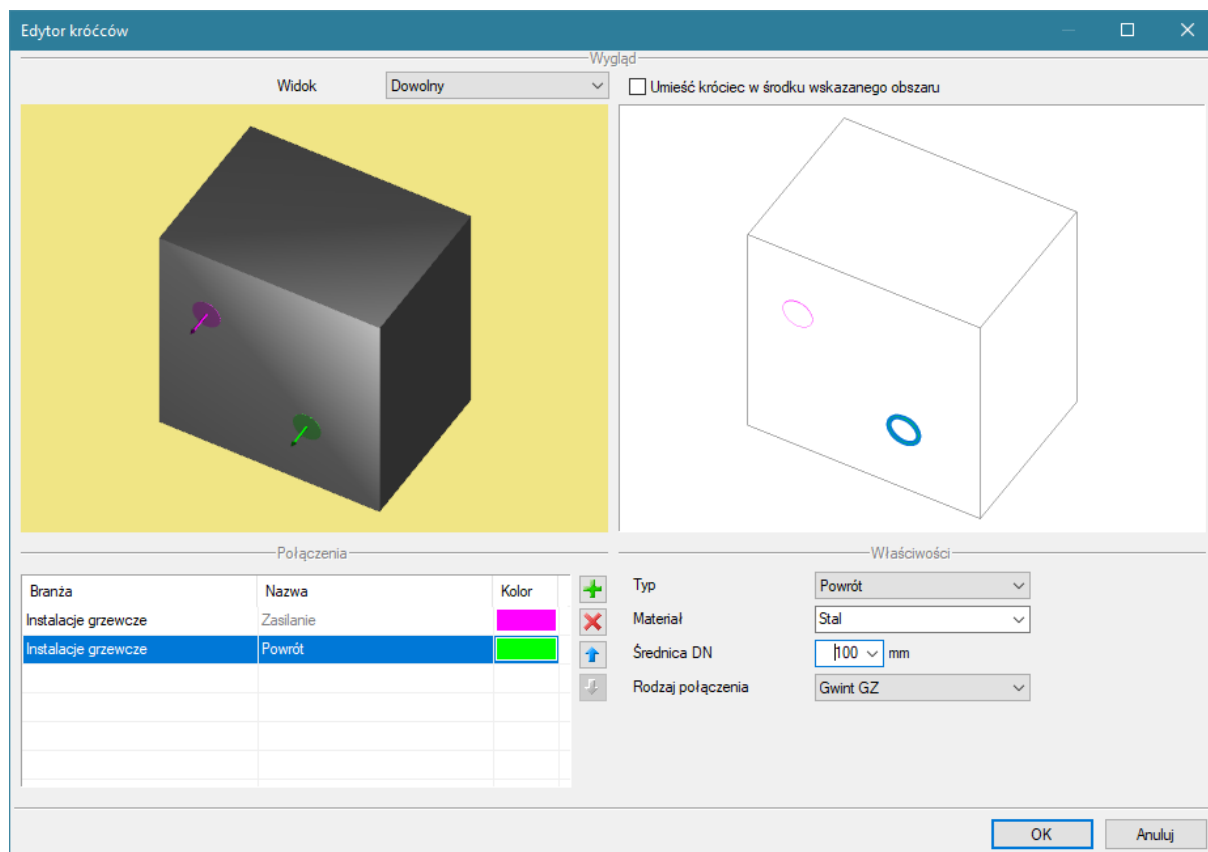 Edytor króćców
Wygląd
Widok Dowolny Umieść króciec w środku wskazanego obszaru
Połączenia Właściwości
Branża Nazwa Kolor
Instalacje grzewcze Zasilanie
Instalacje grzewcze Powrót
Typ Powrót
Materiał Stal
Średnica DN 100 mm
Rodzaj połączenia Gwint GZ
OK Anuluj